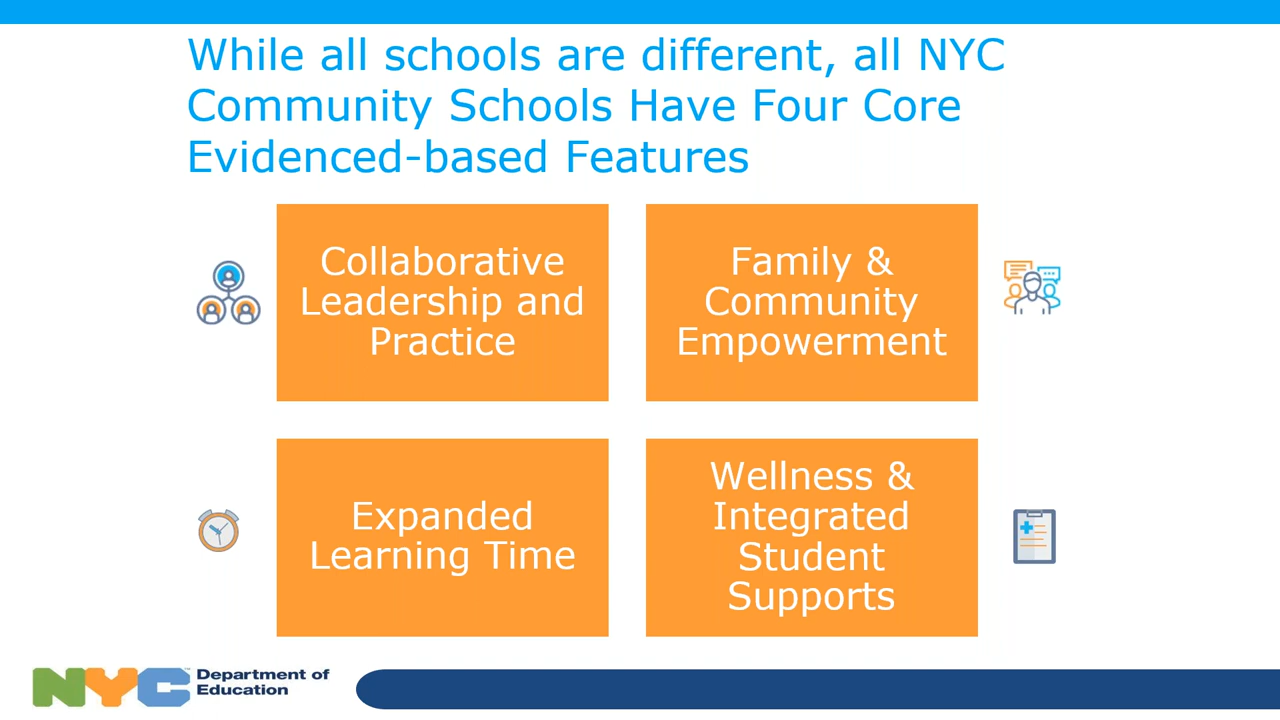 While all schools are different, all NYC
Community Schools Have Four Core
Evidenced-based Features
Collaborative
Leadership and
Practice
Family &
Community
Empowerment
Expanded
Learning Time
Wellness &
Integrated
Student
Supports
NYC
Department of
Education